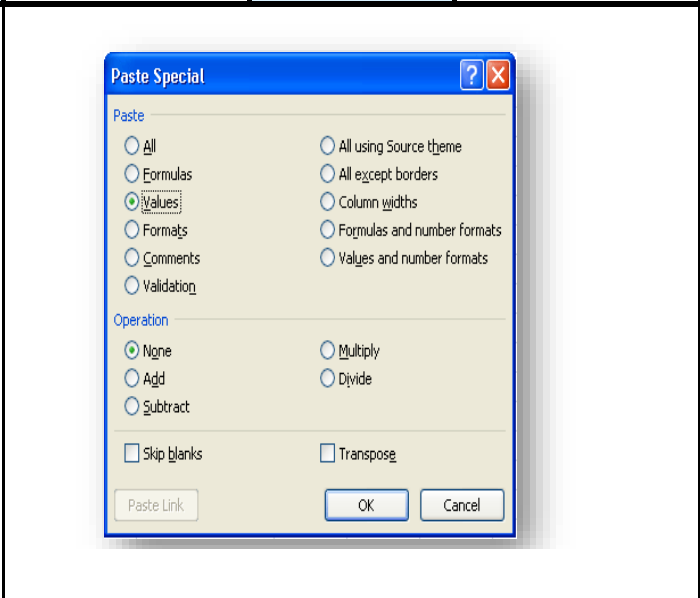 Paste Special
Paste
All
All using Source theme
Formulas
All except borders
Values
Column widths
Formats
Formulas and number formats
Comments
Values and number formats
Validation
Operation
None
Multiply
Add
Divide
Subtract
Skip blanks
Transpose
Paste Link
OK
Cancel